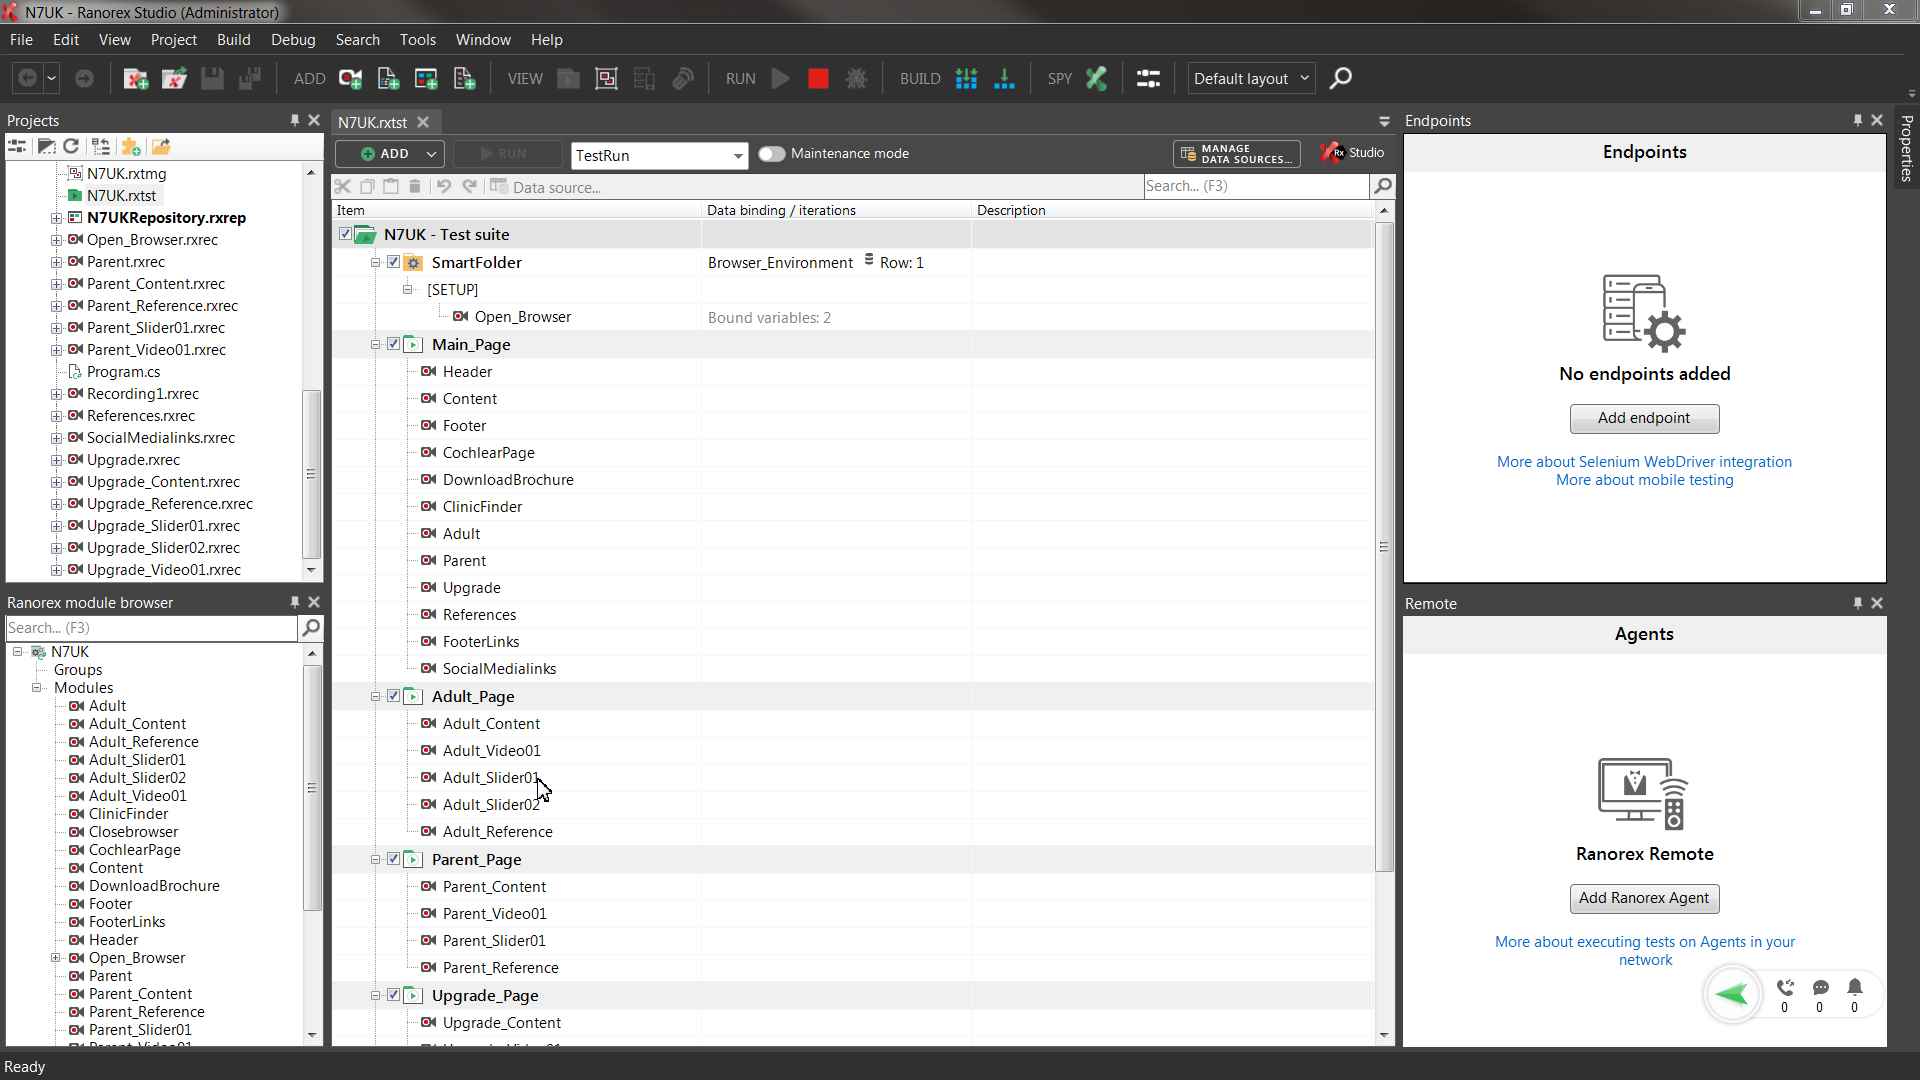 N7UK - Ranorex Studio (Administrator)
File Edit View Project Build Debug Search Tools Window Help
ADD VIEW RUN BUILD SPY Default layout
Projects
N7UK.rxtmg
N7UK.rxtst
N7UKRepository.rxrep
Open_Browser.rxrec
Parent.rxrec
Parent_Content.rxrec
Parent_Reference.rxrec
Parent_Slider01.rxrec
Parent_Video01.rxrec
Program.cs
Recording1.rxrec
References.rxrec
SocialMedialinks.rxrec
Upgrade.rxrec
Upgrade_Content.rxrec
Upgrade_Reference.rxrec
Upgrade_Slider01.rxrec
Upgrade_Slider02.rxrec
Upgrade_Video01.rxrec
Ranorex module browser
Search... (F3)
N7UK
Groups
Modules
Adult
Adult_Content
Adult_Reference
Adult_Slider01
Adult_Slider02
Adult_Video01
ClinicFinder
Closebrowser
CochlearPage
Content
DownloadBrochure
Footer
FooterLinks
Header
Open_Browser
Parent
Parent_Content
Parent_Reference
Parent_Slider01
Parent_Video01
N7UK.rxtst
ADD RUN TestRun Maintenance mode MANAGE DATA SOURCES... Rx Studio
Data source... Search... (F3)
Item Data binding / iterations Description
N7UK - Test suite
SmartFolder Browser_Environment Row: 1
[SETUP]
Open_Browser Bound variables: 2
Main_Page
Header
Content
Footer
CochlearPage
DownloadBrochure
ClinicFinder
Adult
Parent
Upgrade
References
FooterLinks
SocialMedialinks
Adult_Page
Adult_Content
Adult_Video01
Adult_Slider01
Adult_Slider02
Adult_Reference
Parent_Page
Parent_Content
Parent_Video01
Parent_Slider01
Parent_Reference
Upgrade_Page
Upgrade_Content
Endpoints
Endpoints
No endpoints added
Add endpoint
More about Selenium WebDriver integration
More about mobile testing
Remote
Agents
Ranorex Remote
Add Ranorex Agent
More about executing tests on Agents in your
network
0 0 0
Properties
Ready